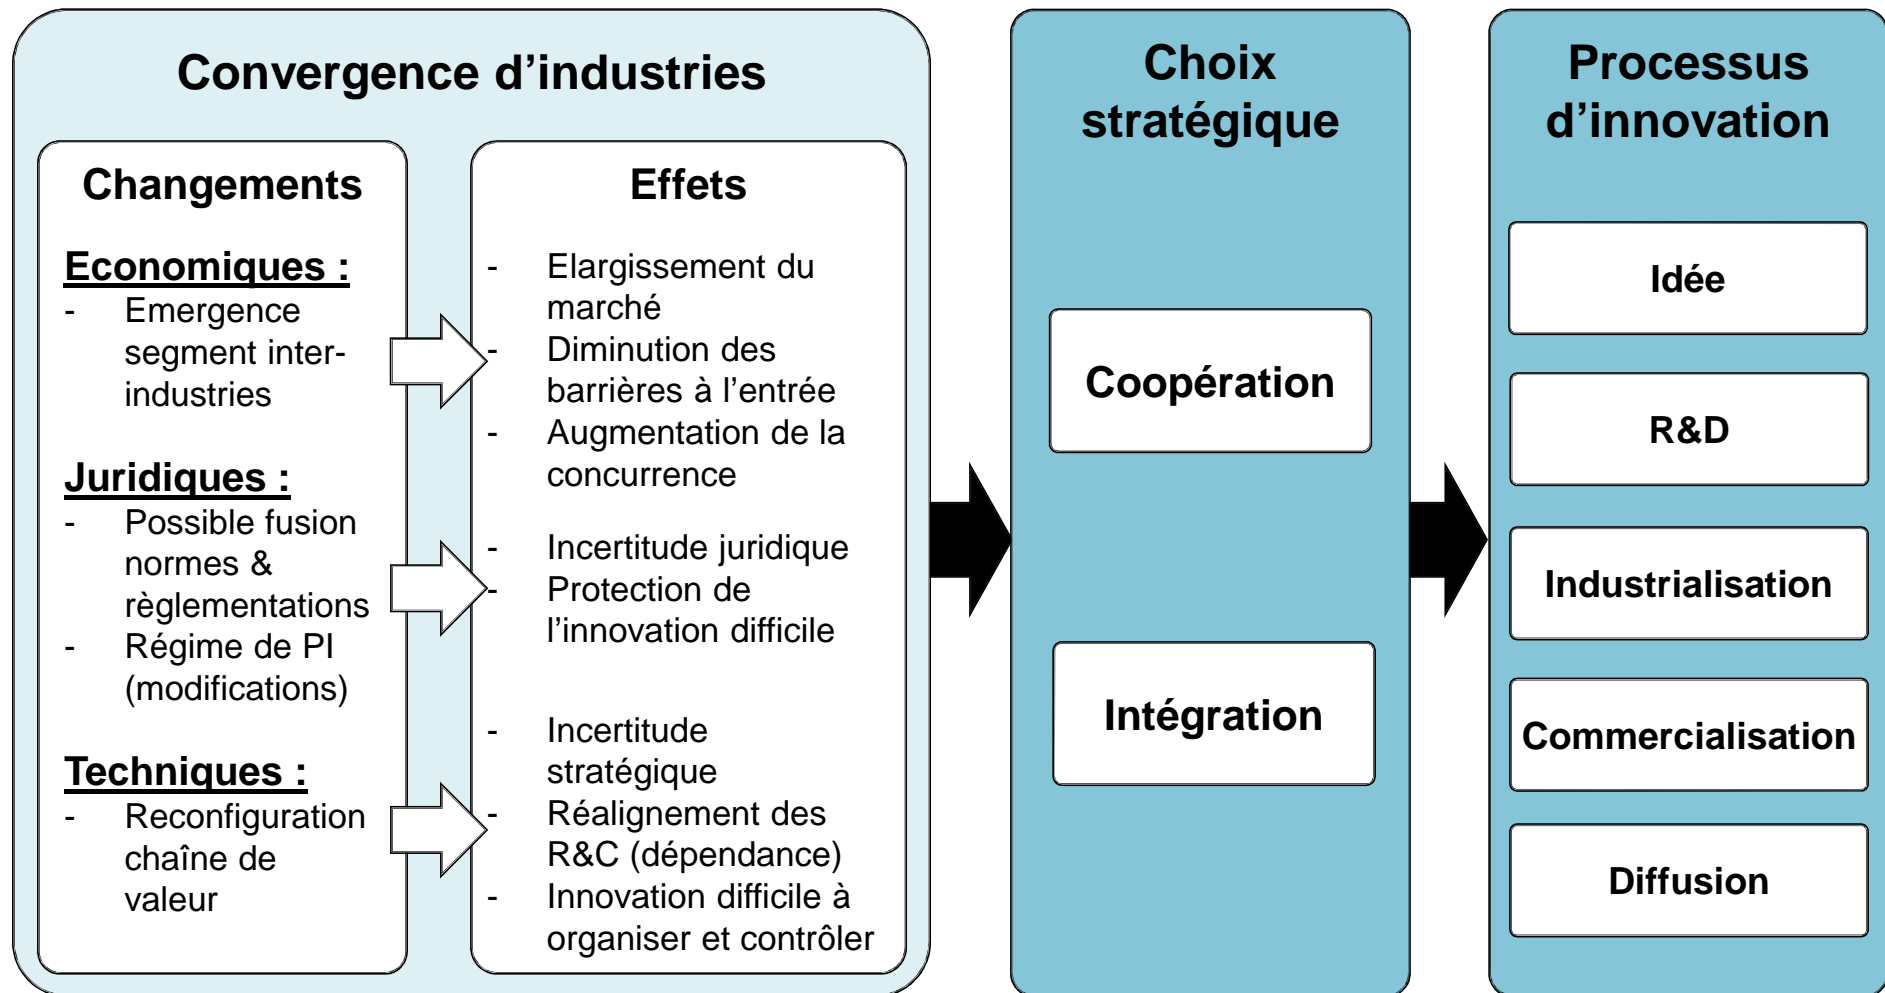 Convergence d’industries
Changements
Economiques :
- Emergence
segment inter-
industries
Juridiques :
- Possible fusion
normes &
règlementations
- Régime de PI
(modifications)
Techniques :
- Reconfiguration
chaîne de
valeur
Effets
- Elargissement du
marché
- Diminution des
barrières à l’entrée
- Augmentation de la
concurrence
- Incertitude juridique
- Protection de
l’innovation difficile
- Incertitude
stratégique
- Réalignement des
R&C (dépendance)
- Innovation difficile à
organiser et contrôler
Choix
stratégique
Coopération
Intégration
Processus
d’innovation
Idée
R&D
Industrialisation
Commercialisation
Diffusion